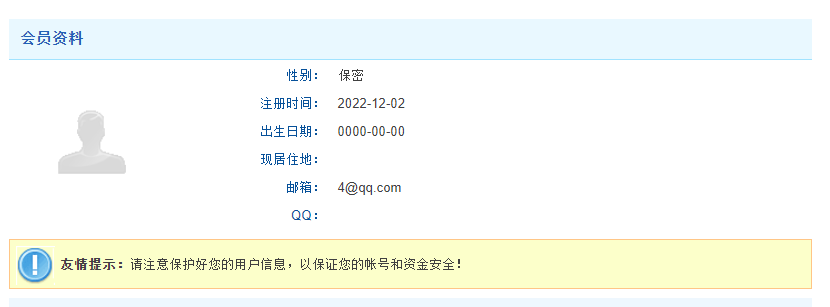 会员资料
性别： 保密
注册时间： 2022-12-02
出生日期： 0000-00-00
现居住地：
邮箱： 4@qq.com
QQ：
友情提示：请注意保护好您的用户信息，以保证您的帐号和资金安全！